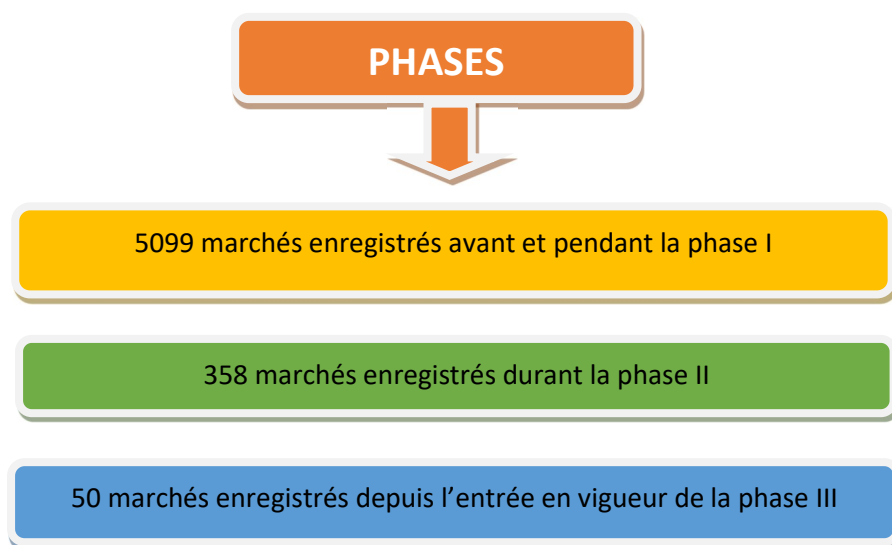 PHASES
5099 marchés enregistrés avant et pendant la phase I
358 marchés enregistrés durant la phase II
50 marchés enregistrés depuis l’entrée en vigueur de la phase III